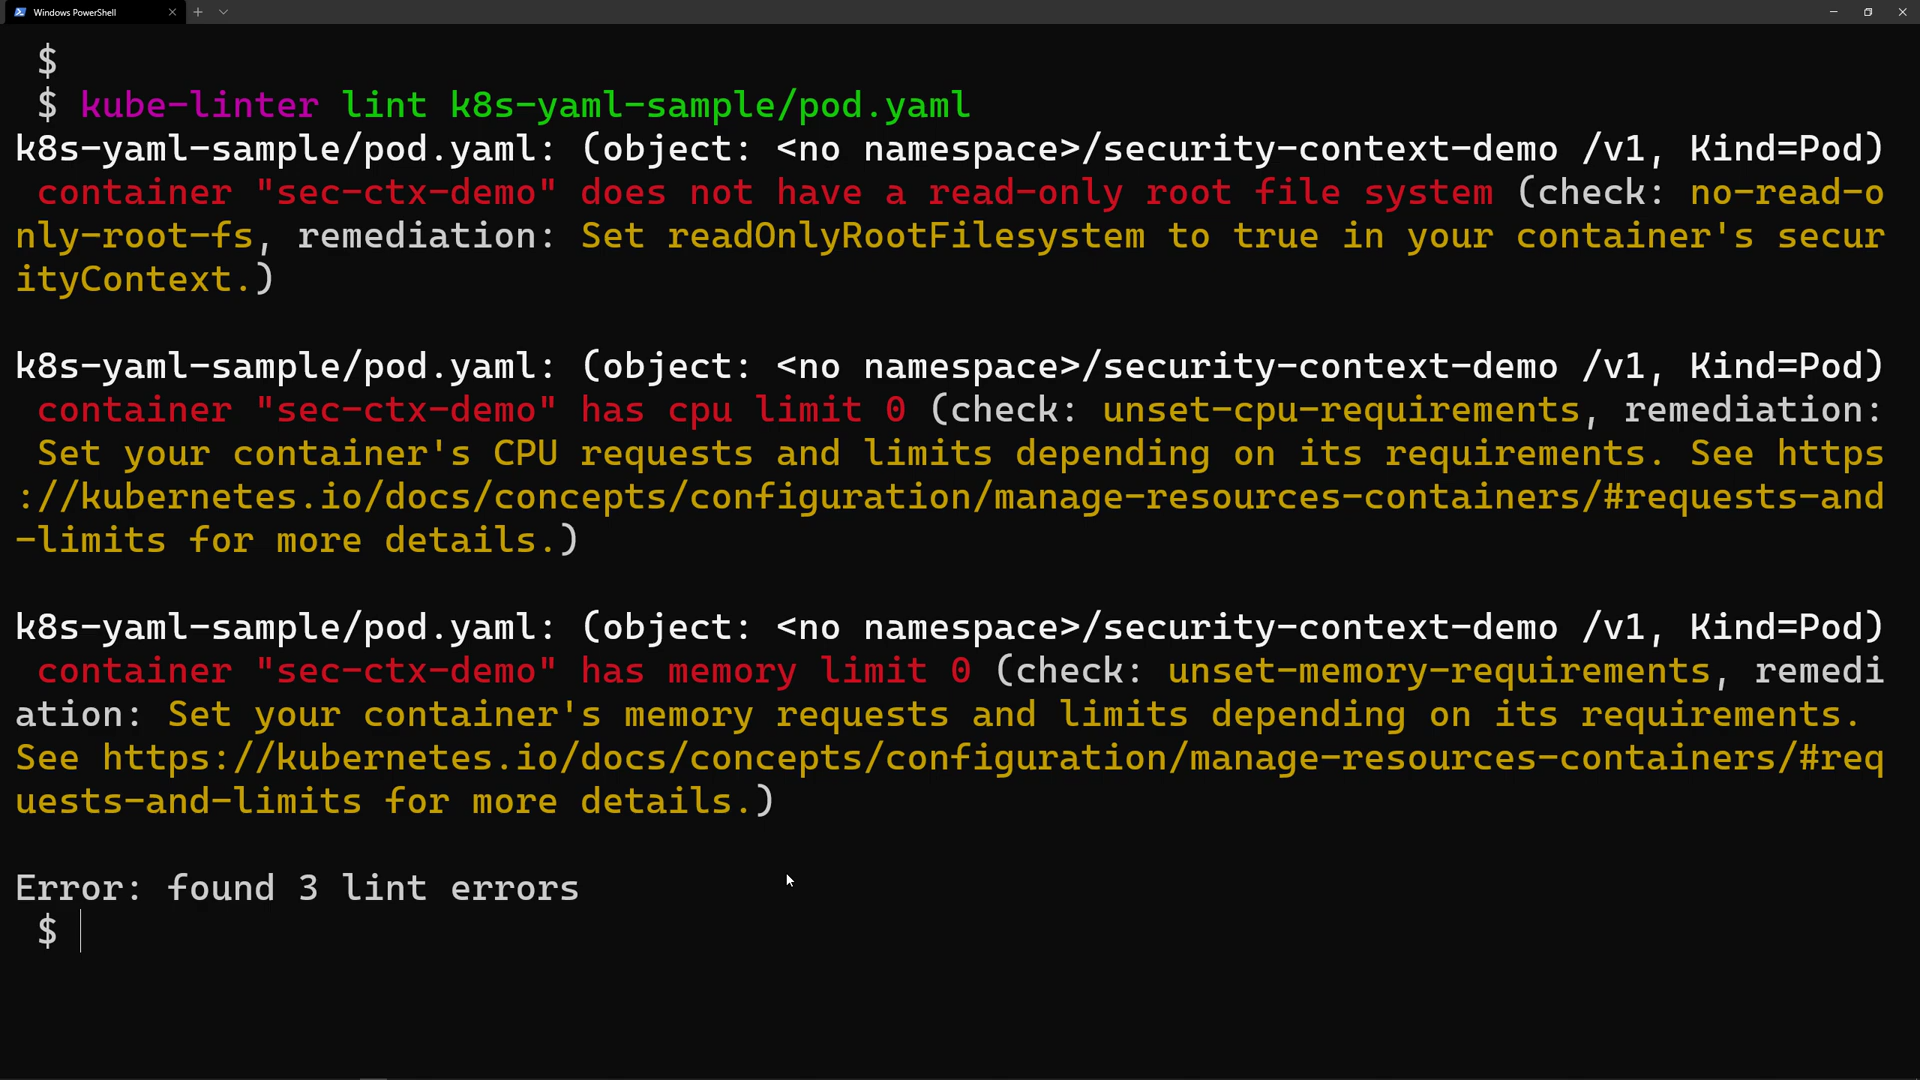 Windows PowerShell
$
$ kube-linter lint k8s-yaml-sample/pod.yaml
k8s-yaml-sample/pod.yaml: (object: <no namespace>/security-context-demo /v1, Kind=Pod)
container "sec-ctx-demo" does not have a read-only root file system (check: no-read-o
nly-root-fs, remediation: Set readOnlyRootFilesystem to true in your container's secur
ityContext.)
k8s-yaml-sample/pod.yaml: (object: <no namespace>/security-context-demo /v1, Kind=Pod)
container "sec-ctx-demo" has cpu limit 0 (check: unset-cpu-requirements, remediation:
Set your container's CPU requests and limits depending on its requirements. See https
://kubernetes.io/docs/concepts/configuration/manage-resources-containers/#requests-and
-limits for more details.)
k8s-yaml-sample/pod.yaml: (object: <no namespace>/security-context-demo /v1, Kind=Pod)
container "sec-ctx-demo" has memory limit 0 (check: unset-memory-requirements, remedi
ation: Set your container's memory requests and limits depending on its requirements.
See https://kubernetes.io/docs/concepts/configuration/manage-resources-containers/#req
uests-and-limits for more details.)
Error: found 3 lint errors
$